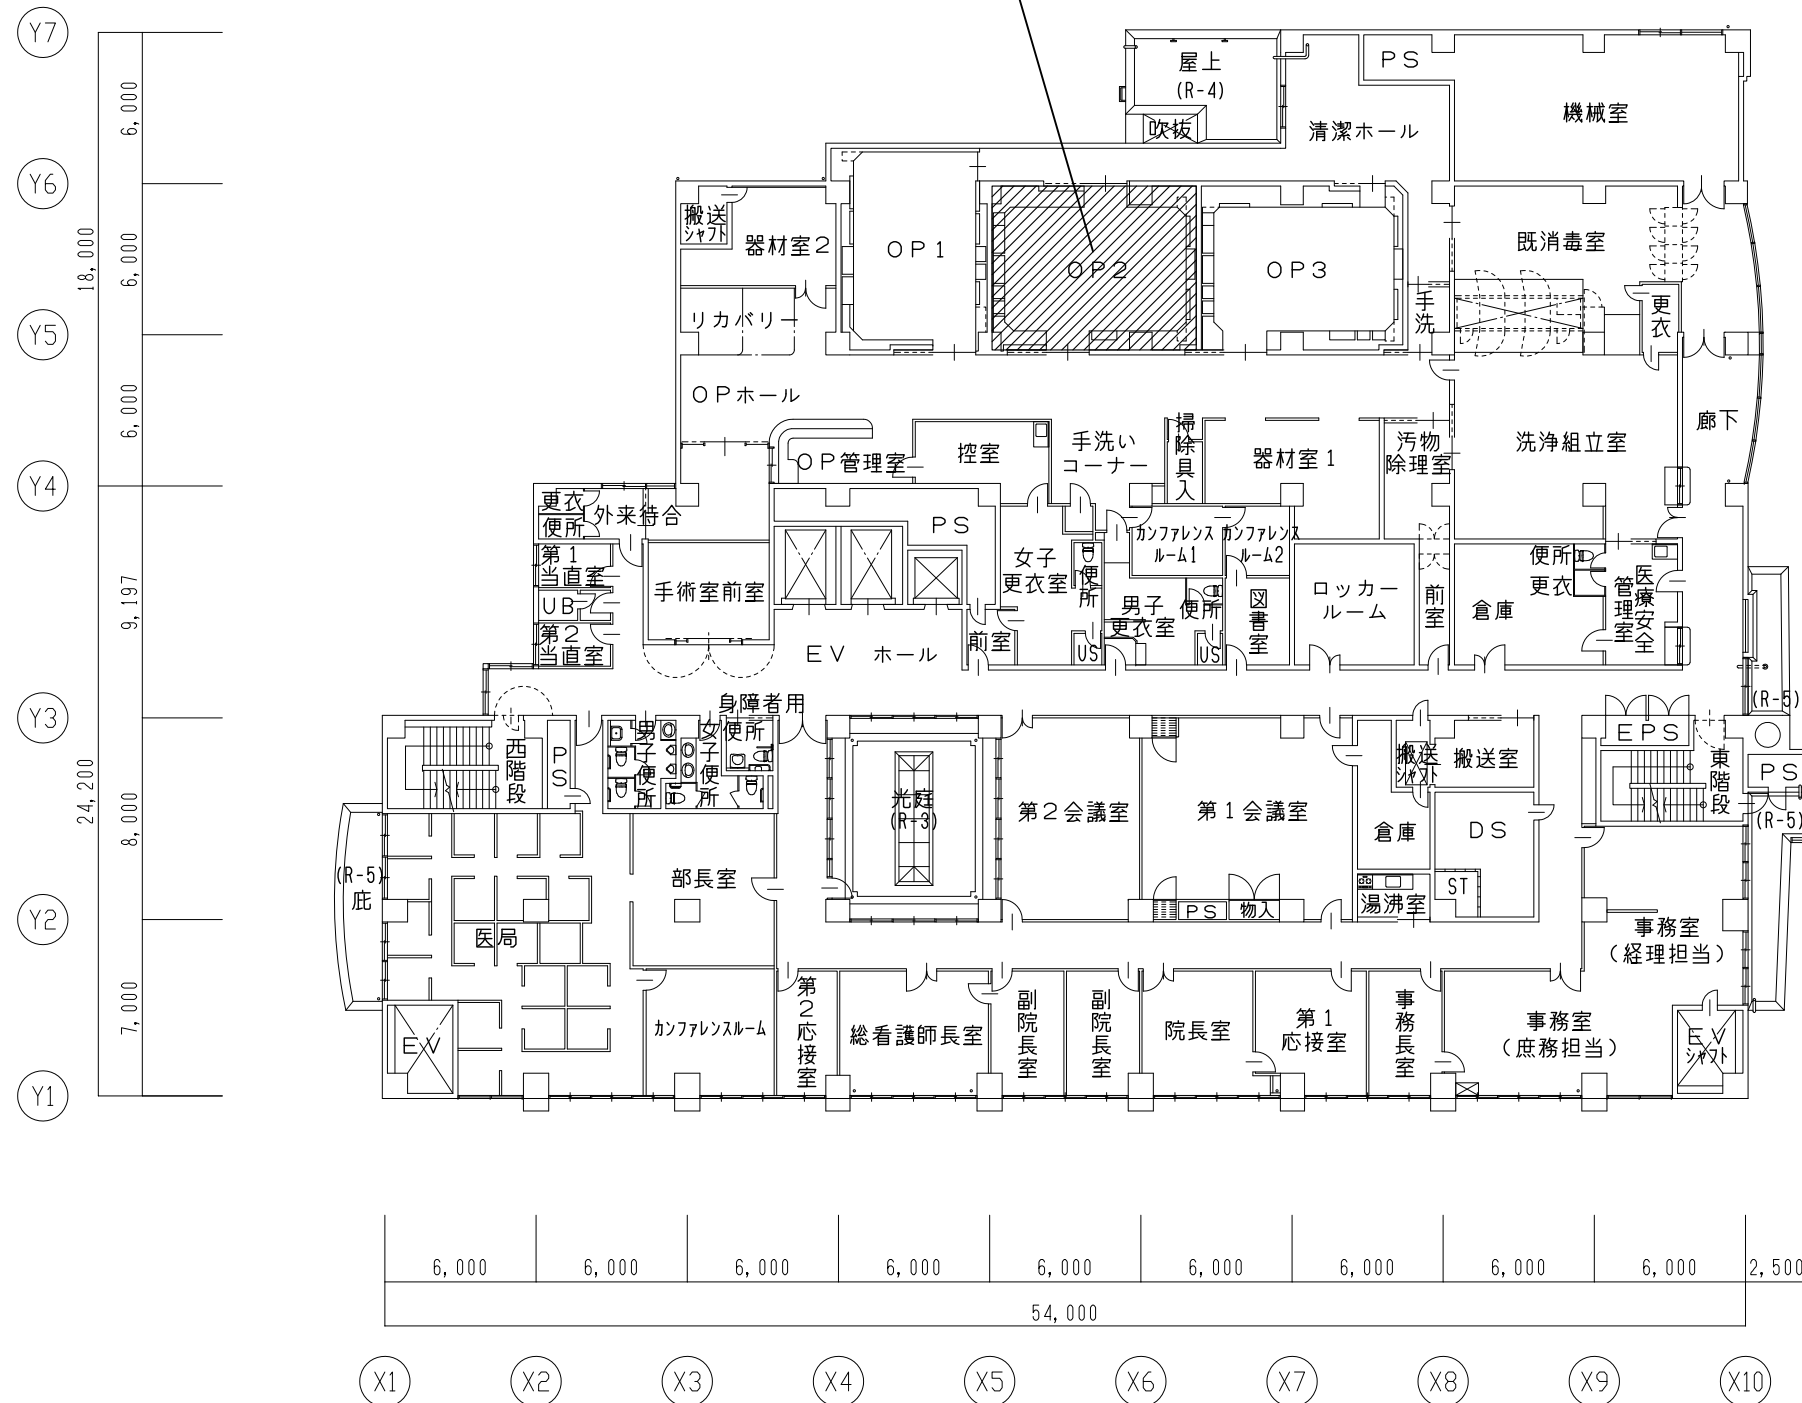 Y7
6,000
屋上
(R-4)
吹抜
PS
機械室
清潔ホール
Y6
18,000
6,000
搬送
シャフト
器材室2
OP1
OP2
OP3
既消毒室
手洗
更衣
リカバリー
Y5
6,000
OPホール
手洗い
コーナー
掃除具入
器材室1
汚物
除理室
洗浄組立室
廊下
OP管理室
控室
Y4
更衣
便所
外来待合
第1
当直室
UB
第2
当直室
手術室前室
PS
女子
更衣室
便所
カンファレンス
ルーム1
カンファレンス
ルーム2
男子
更衣室
便所
図書室
ロッカー
ルーム
前室
倉庫
便所
更衣
医療安全
管理室
9,197
前室
US
US
EV ホール
身障者用
便所
(R-5)
Y3
24,200
8,000
西階段
PS
男子便所
女子便所
光庭
(R-3)
第2会議室
第1会議室
搬送
シャフト
搬送室
EPS
東階段
PS
(R-5)
倉庫
DS
(R-5)
庇
部長室
ST
湯沸室
PS
物入
Y2
医局
事務室
(経理担当)
7,000
EV
カンファレンスルーム
第2応接室
総看護師長室
副院長室
副院長室
院長室
第1
応接室
事務長室
事務室
(庶務担当)
EV
シャフト
Y1
6,000
6,000
6,000
6,000
6,000
6,000
6,000
6,000
6,000
2,500
54,000
X1
X2
X3
X4
X5
X6
X7
X8
X9
X10